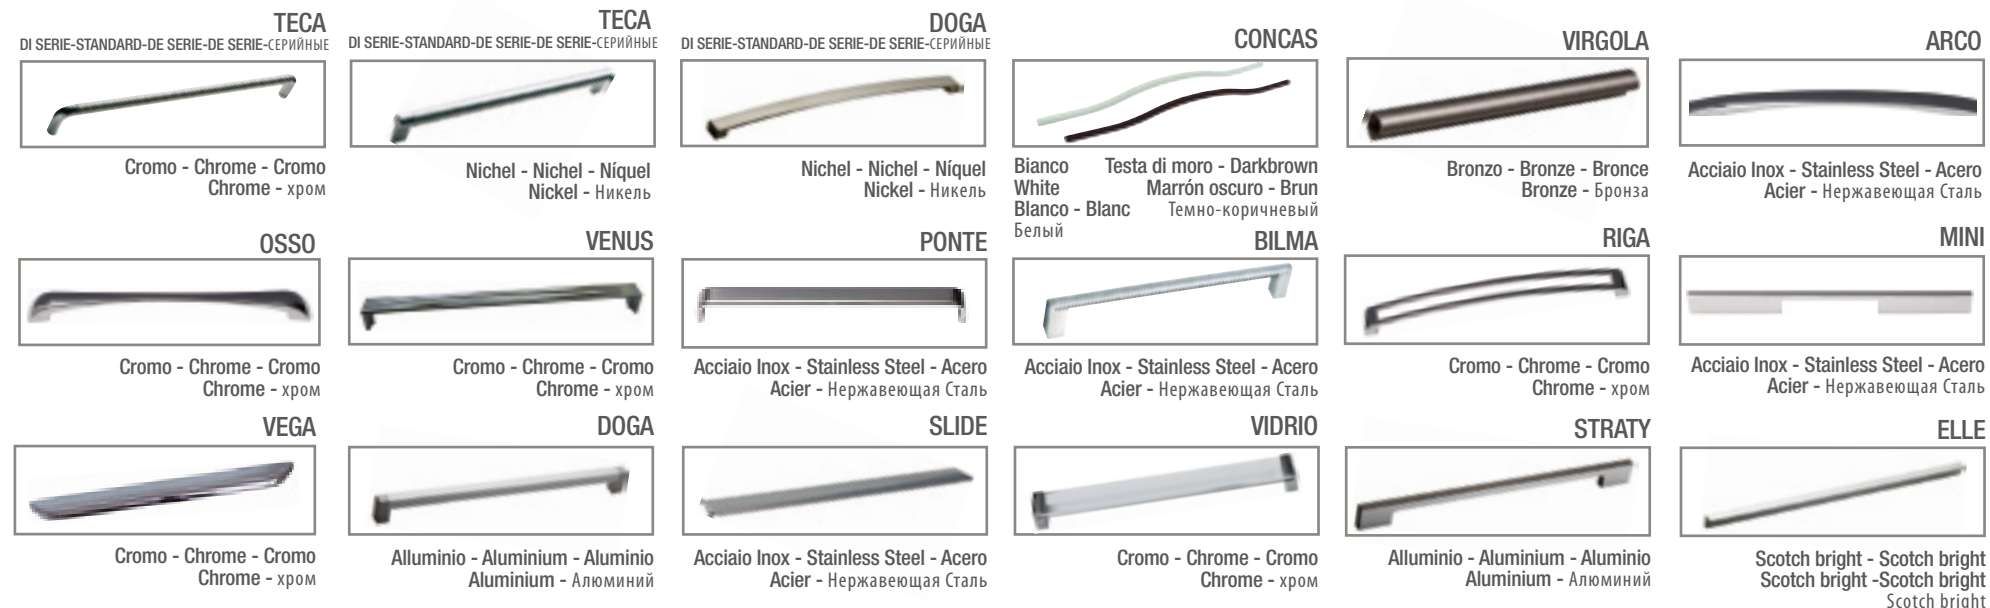 TECA
DI SERIE-STANDARD-DE SERIE-DE SERIE-СЕРИЙНЫЕ
Cromo - Chrome - Cromo
Chrome - хром
TECA
DI SERIE-STANDARD-DE SERIE-DE SERIE-СЕРИЙНЫЕ
Nichel - Nichel - Níquel
Nickel - Никель
DOGA
DI SERIE-STANDARD-DE SERIE-DE SERIE-СЕРИЙНЫЕ
Nichel - Nichel - Níquel
Nickel - Никель
CONCAS
Bianco
White
Blanco - Blanc
Белый
Testa di moro - Darkbrown
Marrón oscuro - Brun
Темно-коричневый
VIRGOLA
Bronzo - Bronze - Bronce
Bronze - Бронза
ARCO
Acciaio Inox - Stainless Steel - Acero
Acier - Нержавеющая Сталь
OSSO
Cromo - Chrome - Cromo
Chrome - хром
VENUS
Cromo - Chrome - Cromo
Chrome - хром
PONTE
Acciaio Inox - Stainless Steel - Acero
Acier - Нержавеющая Сталь
BILMA
Acciaio Inox - Stainless Steel - Acero
Acier - Нержавеющая Сталь
RIGA
Cromo - Chrome - Cromo
Chrome - хром
MINI
Acciaio Inox - Stainless Steel - Acero
Acier - Нержавеющая Сталь
VEGA
Cromo - Chrome - Cromo
Chrome - хром
DOGA
Alluminio - Aluminium - Aluminio
Aluminium - Алюминий
SLIDE
Acciaio Inox - Stainless Steel - Acero
Acier - Нержавеющая Сталь
VIDRIO
Cromo - Chrome - Cromo
Chrome - хром
STRATY
Alluminio - Aluminium - Aluminio
Aluminium - Алюминий
ELLE
Scotch bright - Scotch bright
Scotch bright -Scotch bright
Scotch bright